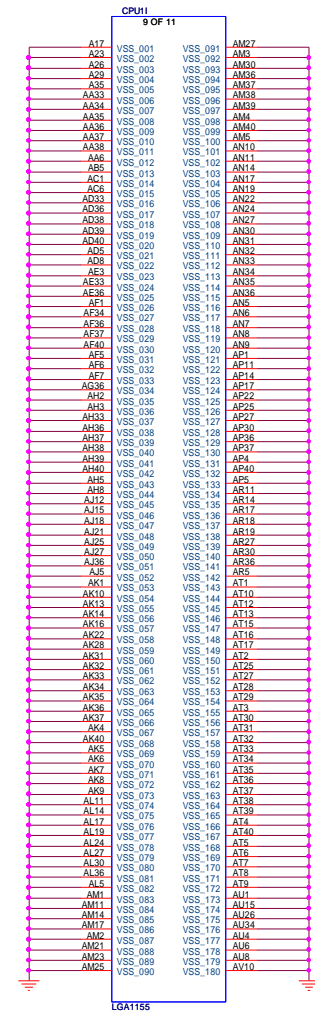 CPU1I
9 OF 11
A17 VSS_001 VSS_091 AM27
A23 VSS_002 VSS_092 AM3
A26 VSS_003 VSS_093 AM30
A29 VSS_004 VSS_094 AM36
A35 VSS_005 VSS_095 AM37
AA33 VSS_006 VSS_096 AM38
AA34 VSS_007 VSS_097 AM39
AA35 VSS_008 VSS_098 AM4
AA36 VSS_009 VSS_099 AM40
AA37 VSS_010 VSS_100 AM5
AA38 VSS_011 VSS_101 AN10
AA6 VSS_012 VSS_102 AN11
AB5 VSS_013 VSS_103 AN14
AC1 VSS_014 VSS_104 AN17
AC6 VSS_015 VSS_105 AN19
AD33 VSS_016 VSS_106 AN22
AD36 VSS_017 VSS_107 AN24
AD38 VSS_018 VSS_108 AN27
AD39 VSS_019 VSS_109 AN30
AD40 VSS_020 VSS_110 AN31
AD5 VSS_021 VSS_111 AN32
AD8 VSS_022 VSS_112 AN33
AE3 VSS_023 VSS_113 AN34
AE33 VSS_024 VSS_114 AN35
AE36 VSS_025 VSS_115 AN36
AF1 VSS_026 VSS_116 AN5
AF34 VSS_027 VSS_117 AN6
AF36 VSS_028 VSS_118 AN7
AF37 VSS_029 VSS_119 AN8
AF40 VSS_030 VSS_120 AN9
AF5 VSS_031 VSS_121 AP1
AF6 VSS_032 VSS_122 AP11
AF7 VSS_033 VSS_123 AP14
AG36 VSS_034 VSS_124 AP17
AH2 VSS_035 VSS_125 AP22
AH3 VSS_036 VSS_126 AP25
AH33 VSS_037 VSS_127 AP27
AH36 VSS_038 VSS_128 AP30
AH37 VSS_039 VSS_129 AP36
AH38 VSS_040 VSS_130 AP37
AH39 VSS_041 VSS_131 AP4
AH40 VSS_042 VSS_132 AP40
AH5 VSS_043 VSS_133 AP5
AH8 VSS_044 VSS_134 AR11
AJ12 VSS_045 VSS_135 AR14
AJ15 VSS_046 VSS_136 AR17
AJ18 VSS_047 VSS_137 AR18
AJ21 VSS_048 VSS_138 AR19
AJ25 VSS_049 VSS_139 AR27
AJ27 VSS_050 VSS_140 AR30
AJ36 VSS_051 VSS_141 AR36
AJ5 VSS_052 VSS_142 AR5
AK1 VSS_053 VSS_143 AT1
AK10 VSS_054 VSS_144 AT10
AK13 VSS_055 VSS_145 AT12
AK14 VSS_056 VSS_146 AT13
AK16 VSS_057 VSS_147 AT15
AK22 VSS_058 VSS_148 AT16
AK28 VSS_059 VSS_149 AT17
AK31 VSS_060 VSS_150 AT2
AK32 VSS_061 VSS_151 AT25
AK33 VSS_062 VSS_152 AT27
AK34 VSS_063 VSS_153 AT28
AK35 VSS_064 VSS_154 AT29
AK36 VSS_065 VSS_155 AT3
AK37 VSS_066 VSS_156 AT30
AK4 VSS_067 VSS_157 AT31
AK40 VSS_068 VSS_158 AT32
AK5 VSS_069 VSS_159 AT33
AK6 VSS_070 VSS_160 AT34
AK7 VSS_071 VSS_161 AT35
AK8 VSS_072 VSS_162 AT36
AK9 VSS_073 VSS_163 AT37
AL11 VSS_074 VSS_164 AT38
AL14 VSS_075 VSS_165 AT39
AL17 VSS_076 VSS_166 AT4
AL19 VSS_077 VSS_167 AT40
AL24 VSS_078 VSS_168 AT5
AL27 VSS_079 VSS_169 AT6
AL30 VSS_080 VSS_170 AT7
AL36 VSS_081 VSS_171 AT8
AL5 VSS_082 VSS_172 AT9
AM1 VSS_083 VSS_173 AU1
AM11 VSS_084 VSS_174 AU15
AM14 VSS_085 VSS_175 AU26
AM17 VSS_086 VSS_176 AU34
AM2 VSS_087 VSS_177 AU4
AM21 VSS_088 VSS_178 AU6
AM23 VSS_089 VSS_179 AU8
AM25 VSS_090 VSS_180 AV10
LGA1155